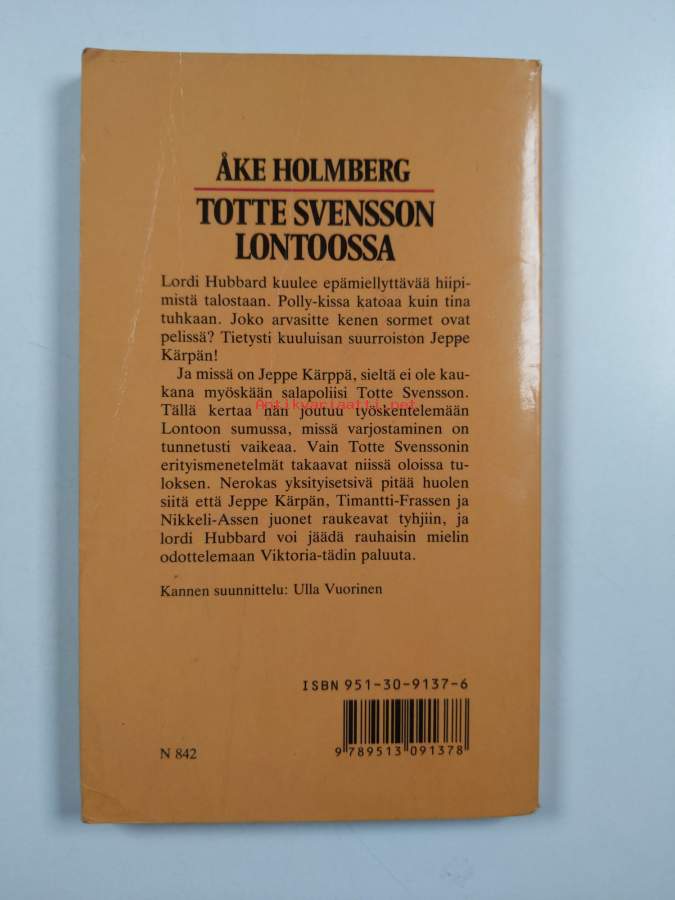 ÅKE HOLMBERG
TOTTE SVENSSON
LONTOOSSA
Lordi Hubbard kuulee epämiellyttävää hiipi-
mistä talostaan. Polly-kissa katoaa kuin tina
tuhkaan. Joko arvasitte kenen sormet ovat
pelissä? Tietysti kuuluisan suurroiston Jeppe
Kärpän!
Ja missä on Jeppe Kärppä, sieltä ei ole kau-
kana myöskään salapoliisi Totte Svensson.
Tällä kertaa hän joutuu työskentelemään
Antikvariaatti.net
Lontoon sumussa, missä varjostaminen on
tunnetusti vaikeaa. Vain Totte Svenssonin
erityismenetelmät takaavat niissä oloissa tu-
loksen. Nerokas yksityisetsivä pitää huolen
siitä että Jeppe Kärpän, Timantti-Frassen ja
Nikkeli-Assen juonet raukeavat tyhjiin, ja
lordi Hubbard voi jäädä rauhaisin mielin
odottelemaan Viktoria-tädin paluuta.
Kannen suunnittelu: Ulla Vuorinen
ISBN 951-30-9137-6
N 842
9 789513 091378